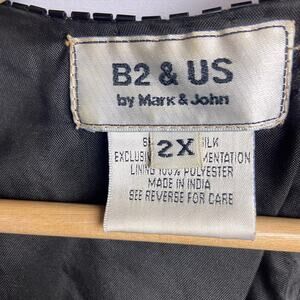 B2 & US
by Mark & John
2X
LINING 100% POLYESTER
MADE IN INDIA
SEE REVERSE FOR CARE